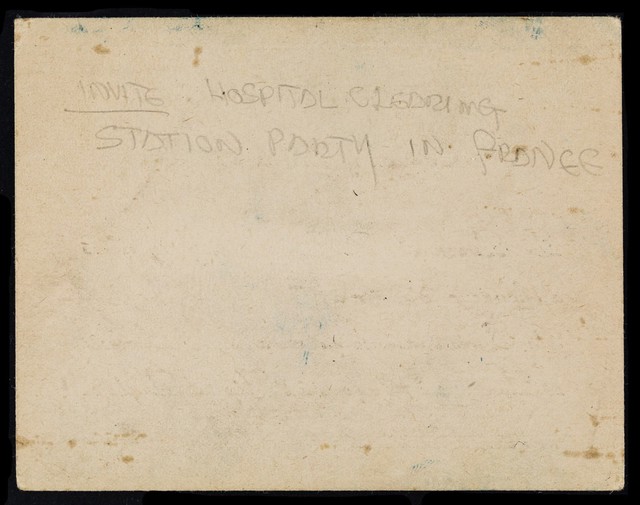 INVITE. HOSPITAL CLEARING
STATION PARTY IN FRANCE